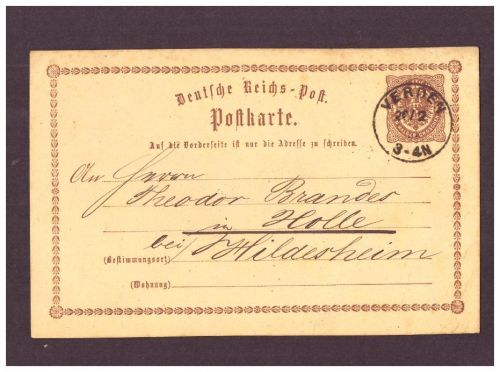 Deutsche Reichs-Post.
Postkarte.
Auf die Vorderseite ist nur die Adresse zu schreiben.
VERDEN
2
3-4N
An Herrn
Theodor Brandes
in Holle
bei Hildesheim
(Bestimmungsort)
(Wohnung)